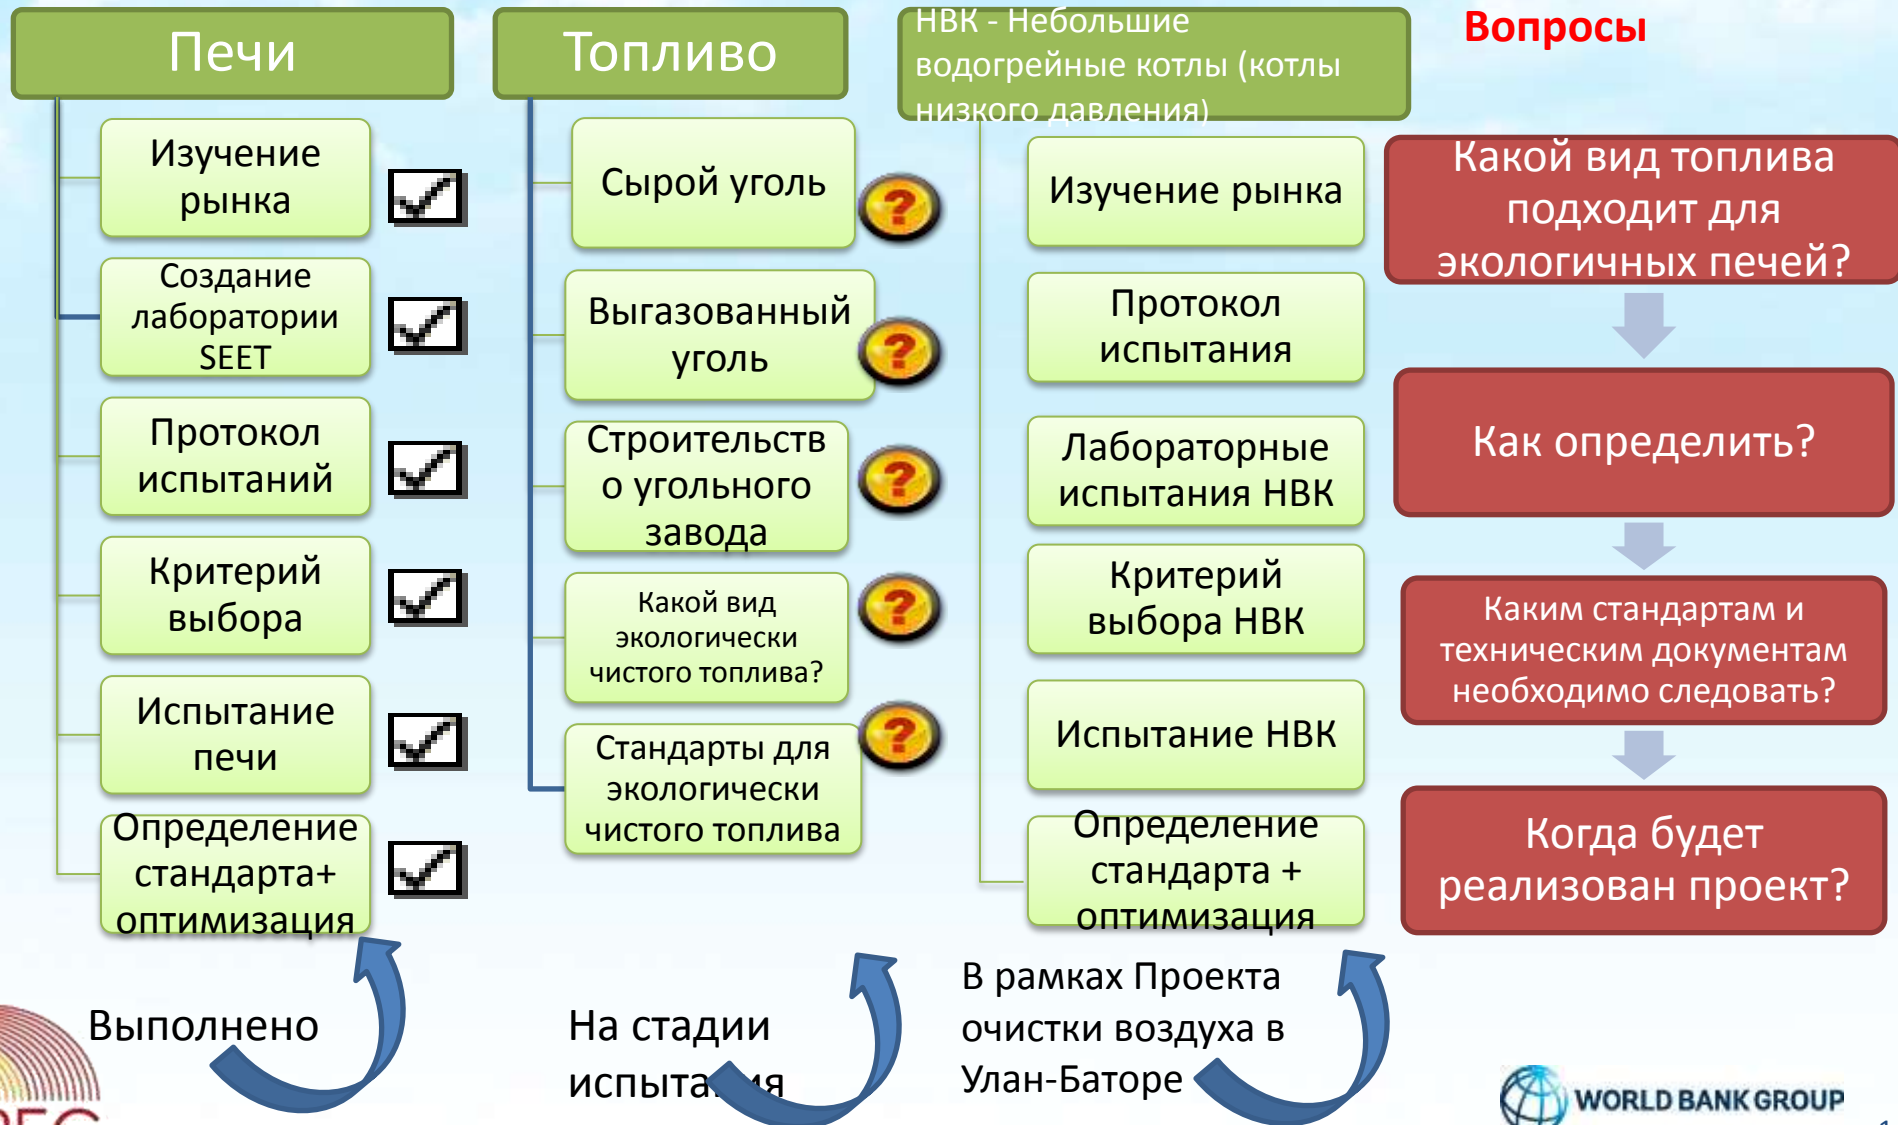 Печи
Изучение
рынка
Создание
лаборатории
SEET
Протокол
испытаний
Критерий
выбора
Испытание
печи
Определение
стандарта+
оптимизация
Выполнено
Топливо
Сырой уголь
Выгазованный
уголь
Строительств
о угольного
завода
Какой вид
экологически
чистого топлива?
Стандарты для
экологически
чистого топлива
На стадии
испытания
НВК - Небольшие
водогрейные котлы (котлы
низкого давления)
Изучение рынка
Протокол
испытания
Лабораторные
испытания НВК
Критерий
выбора НВК
Испытание НВК
Определение
стандарта +
оптимизация
В рамках Проекта
очистки воздуха в
Улан-Баторе
Вопросы
Какой вид топлива
подходит для
экологичных печей?
Как определить?
Каким стандартам и
техническим документам
необходимо следовать?
Когда будет
реализован проект?
WORLD BANK GROUP